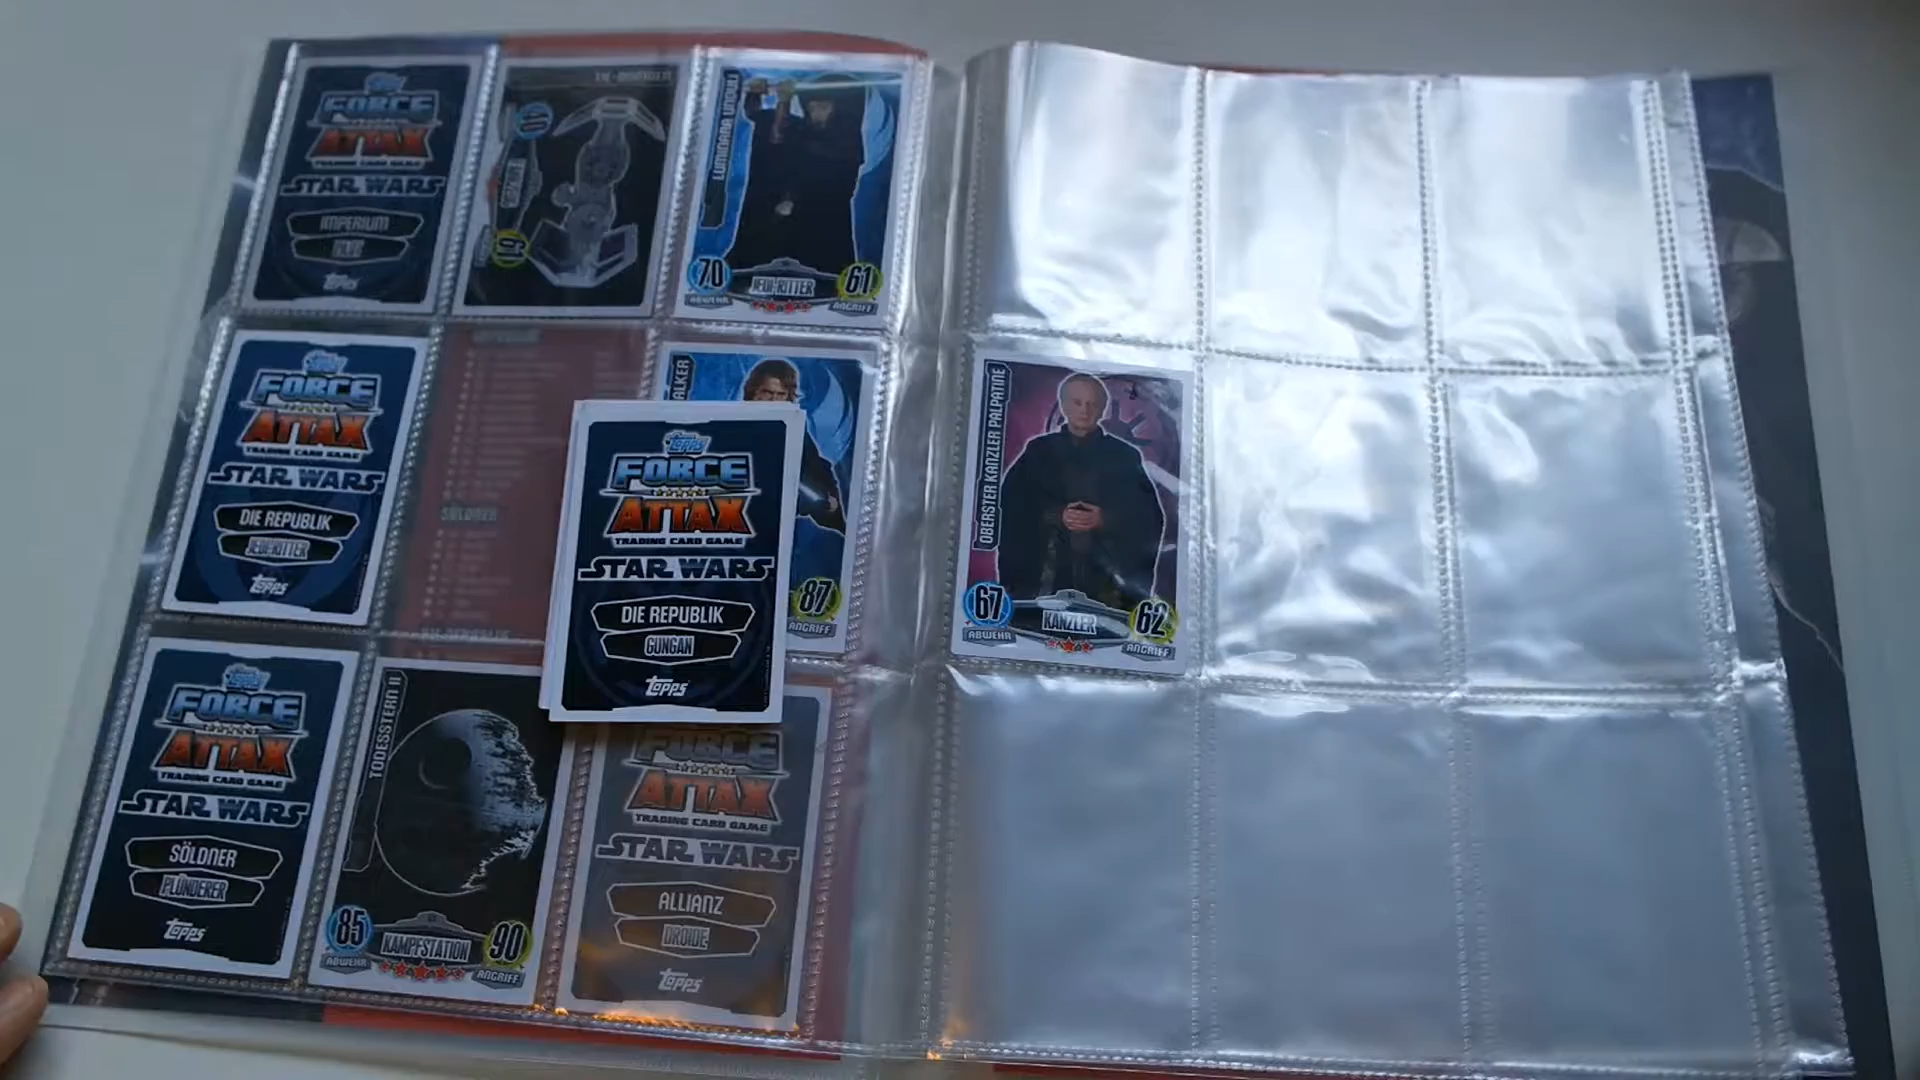 Topps
FORCE
ATTAX
TRADING CARD GAME
STAR WARS
IMPERIUM
Topps
LUMINARA UNDULI
70
ABWEHR
JEDI-RITTER
61
ANGRIFF
Topps
FORCE
ATTAX
TRADING CARD GAME
STAR WARS
DIE REPUBLIK
JEDI-RITTER
Topps
SÖLDNER
ALKER
87
ANGRIFF
Topps
FORCE
ATTAX
TRADING CARD GAME
STAR WARS
DIE REPUBLIK
GUNGAN
Topps
OBERSTER KANZLER PALPATINE
67
ABWEHR
KANZLER
62
ANGRIFF
Topps
FORCE
ATTAX
TRADING CARD GAME
STAR WARS
SÖLDNER
PLÜNDERER
Topps
TODESSTERN II
85
ABWEHR
KAMPFSTATION
90
ANGRIFF
FORCE
ATTAX
TRADING CARD GAME
STAR WARS
ALLIANZ
DROIDE
Topps